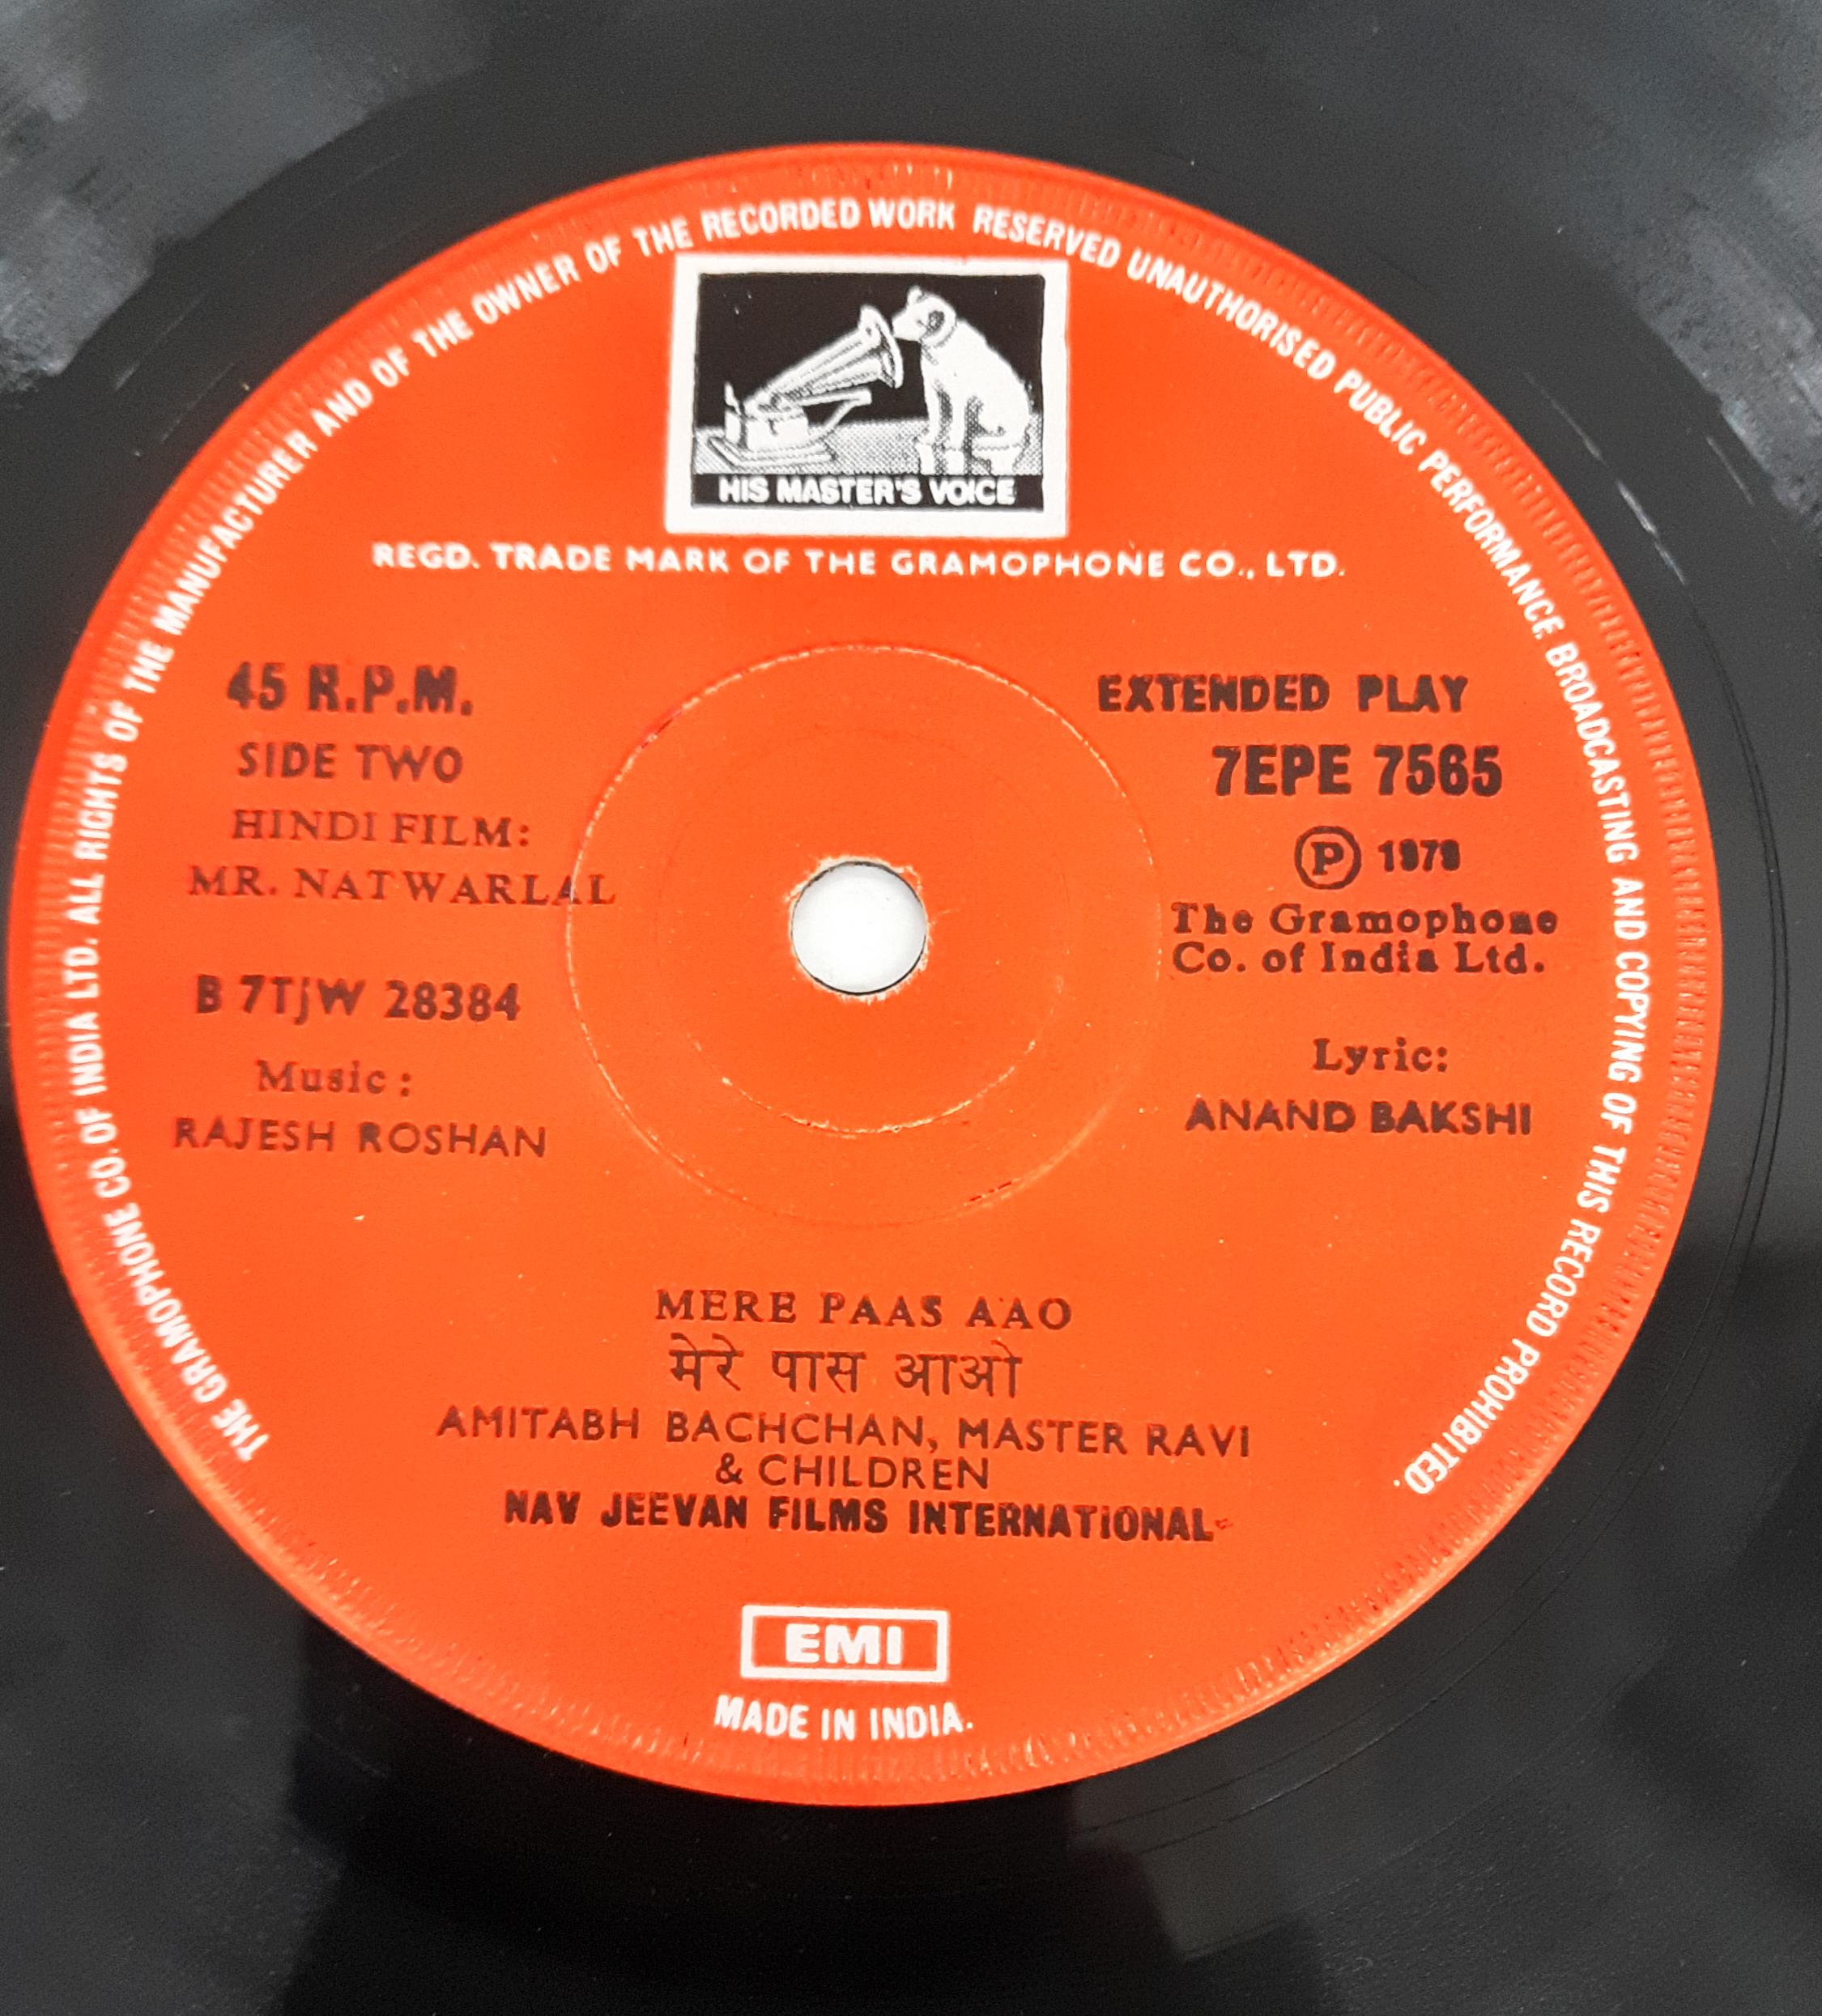 THE GRAMOPHONE CO. OF INDIA LTD. ALL RIGHTS OF THE MANUFACTURER AND OF THE OWNER OF THE RECORDED WORK RESERVED UNAUTHORISED PUBLIC PERFORMANCE BROADCASTING AND COPYING OF THIS RECORD PROHIBITED.
HIS MASTER'S VOICE
REGD. TRADE MARK OF THE GRAMOPHONE CO., LTD.
45 R.P.M.
SIDE TWO
HINDI FILM:
MR. NATWARLAL
B 7TJW 28384
Music :
RAJESH ROSHAN
EXTENDED PLAY
7EPE 7565
Ⓟ 1979
The Gramophone
Co. of India Ltd.
Lyric:
ANAND BAKSHI
MERE PAAS AAO
मेरे पास आओ
AMITABH BACHCHAN, MASTER RAVI
& CHILDREN
NAV JEEVAN FILMS INTERNATIONAL
EMI
MADE IN INDIA.